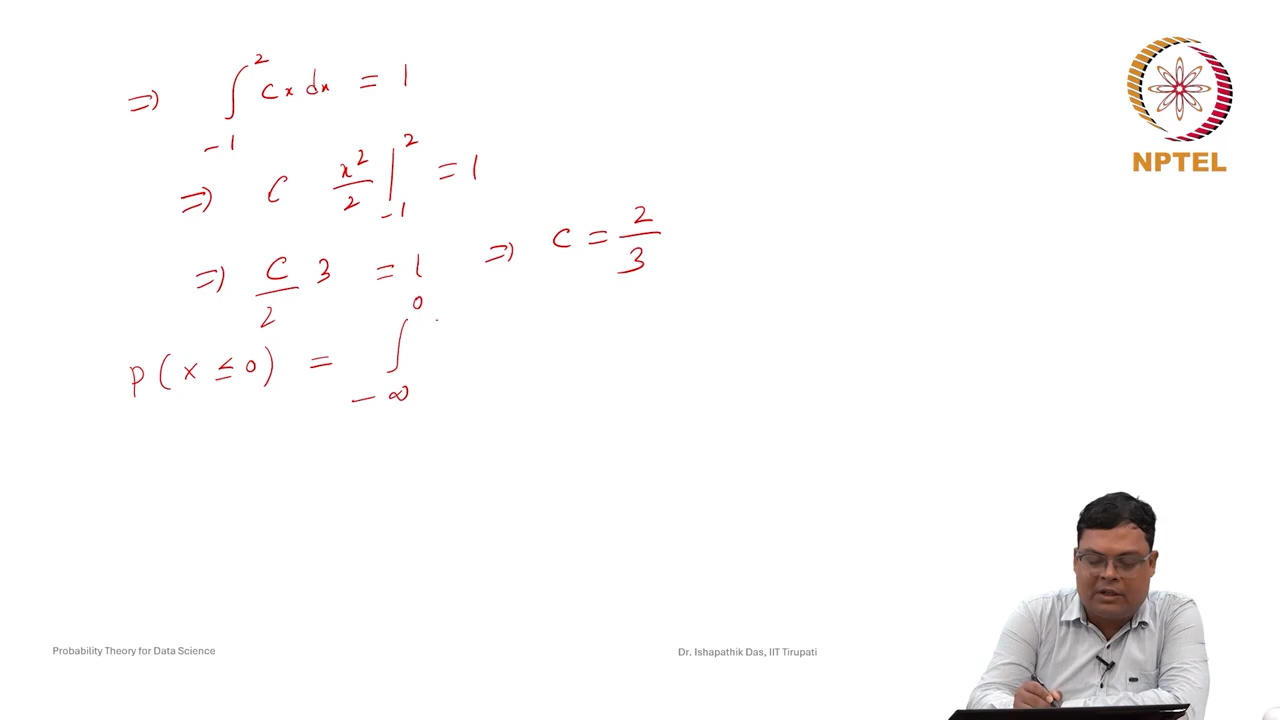 ⇒ ∫_{-1}^{2} cx dx = 1
⇒ c x²/2 |_{-1}^{2} = 1
⇒ c/2 3 = 1 ⇒ c = 2/3
P(x ≤ 0) = ∫_{-∞}^{0}
NPTEL
Probability Theory for Data Science
Dr. Ishapathik Das, IIT Tirupati